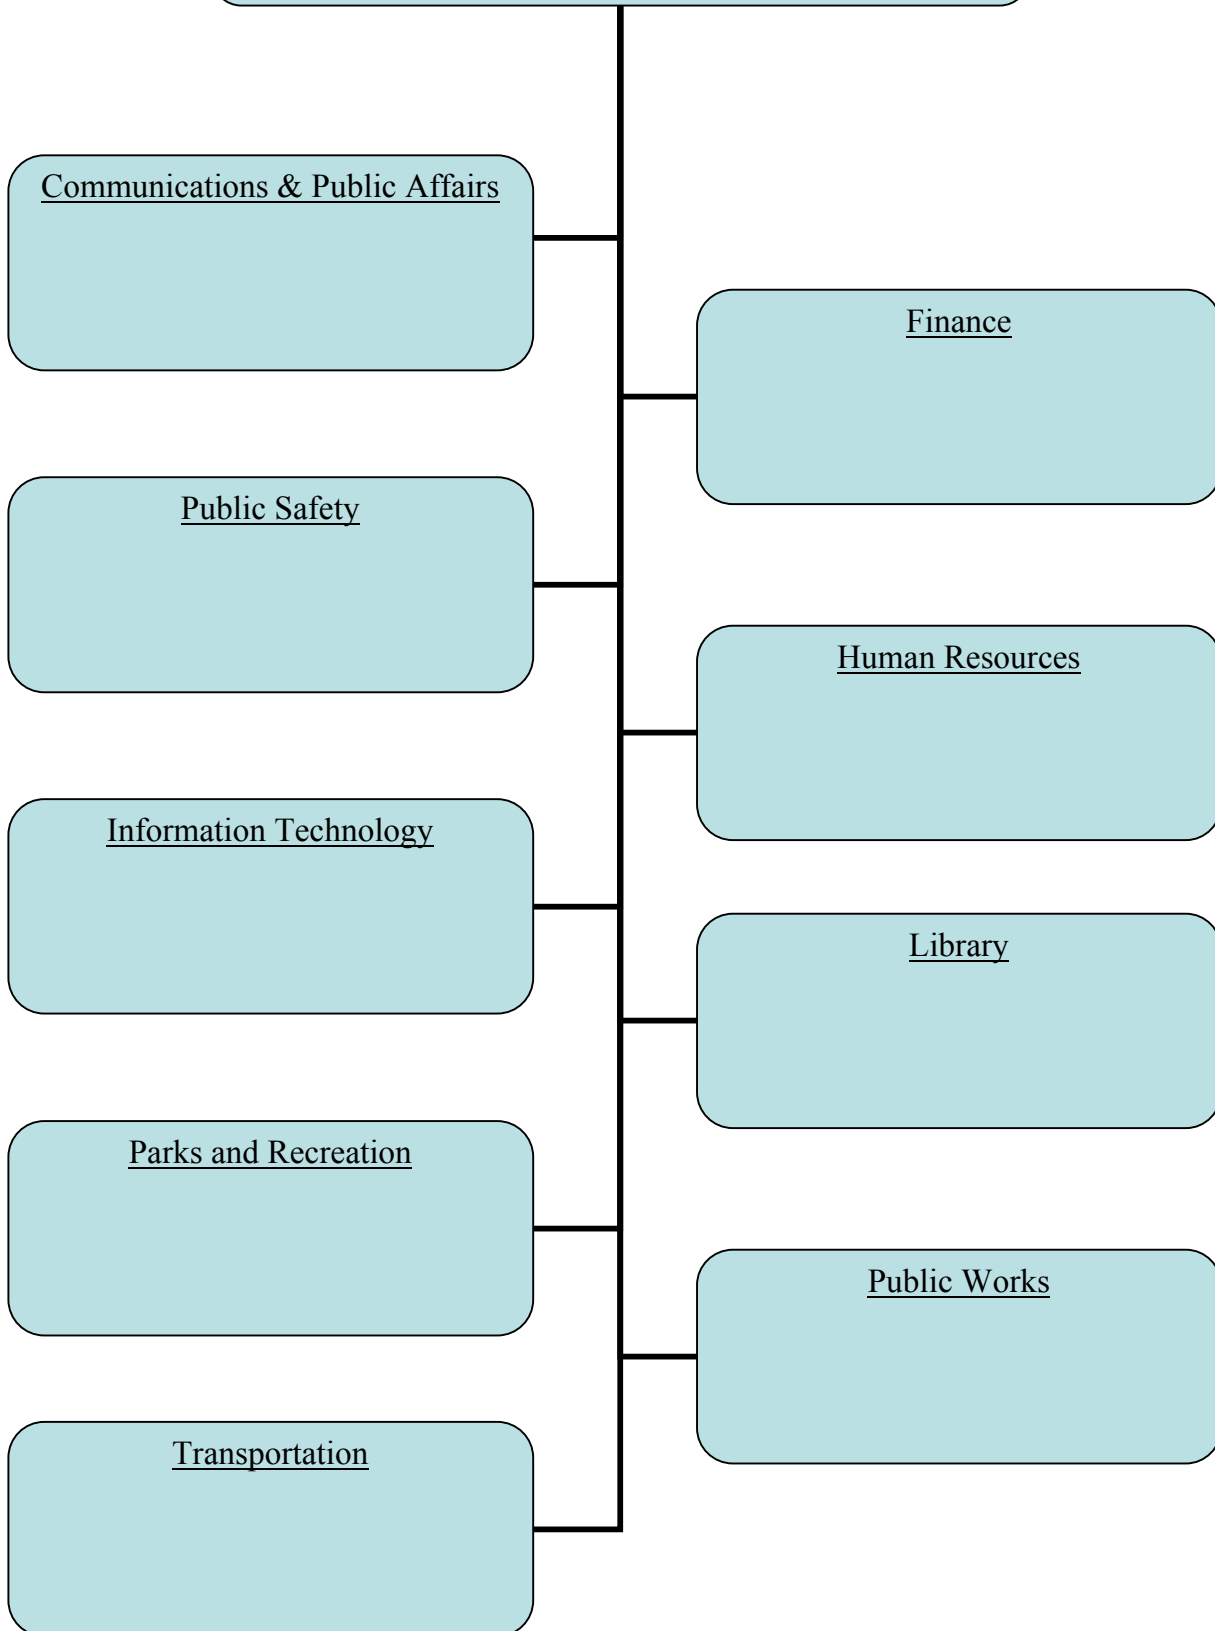 Communications & Public Affairs
Finance
Public Safety
Human Resources
Information Technology
Library
Parks and Recreation
Public Works
Transportation